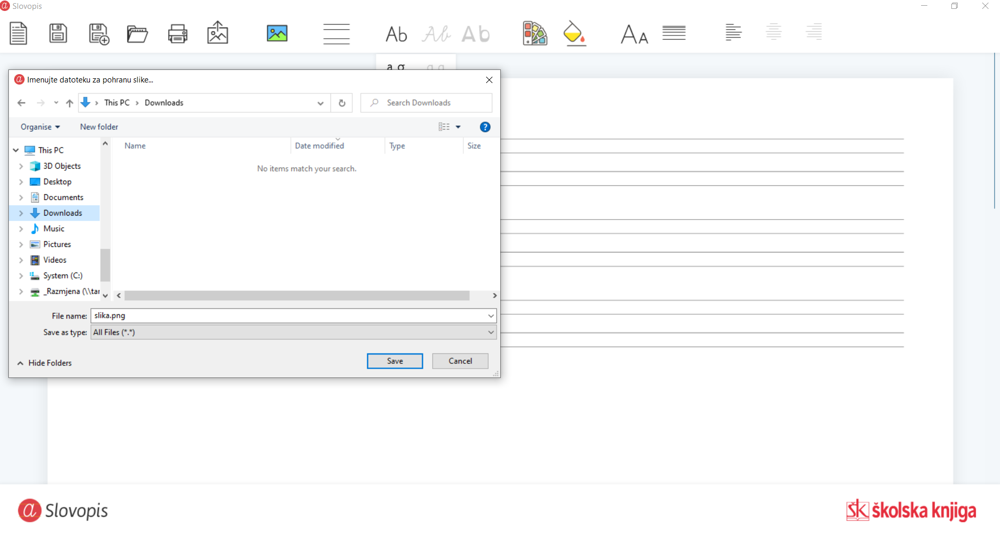 Slovopis
Ab Ab Ab AA
a g a g
Imenujte datoteku za pohranu slike...
This PC > Downloads
Search Downloads
Organise
New folder
?
This PC
3D Objects
Desktop
Documents
Downloads
Music
Pictures
Videos
System (C:)
_Razmjena (\\tar
Name Date modified Type Size
No items match your search.
File name: slika.png
Save as type: All Files (*.*)
Hide Folders
Save Cancel
a Slovopis
šk školska knjiga